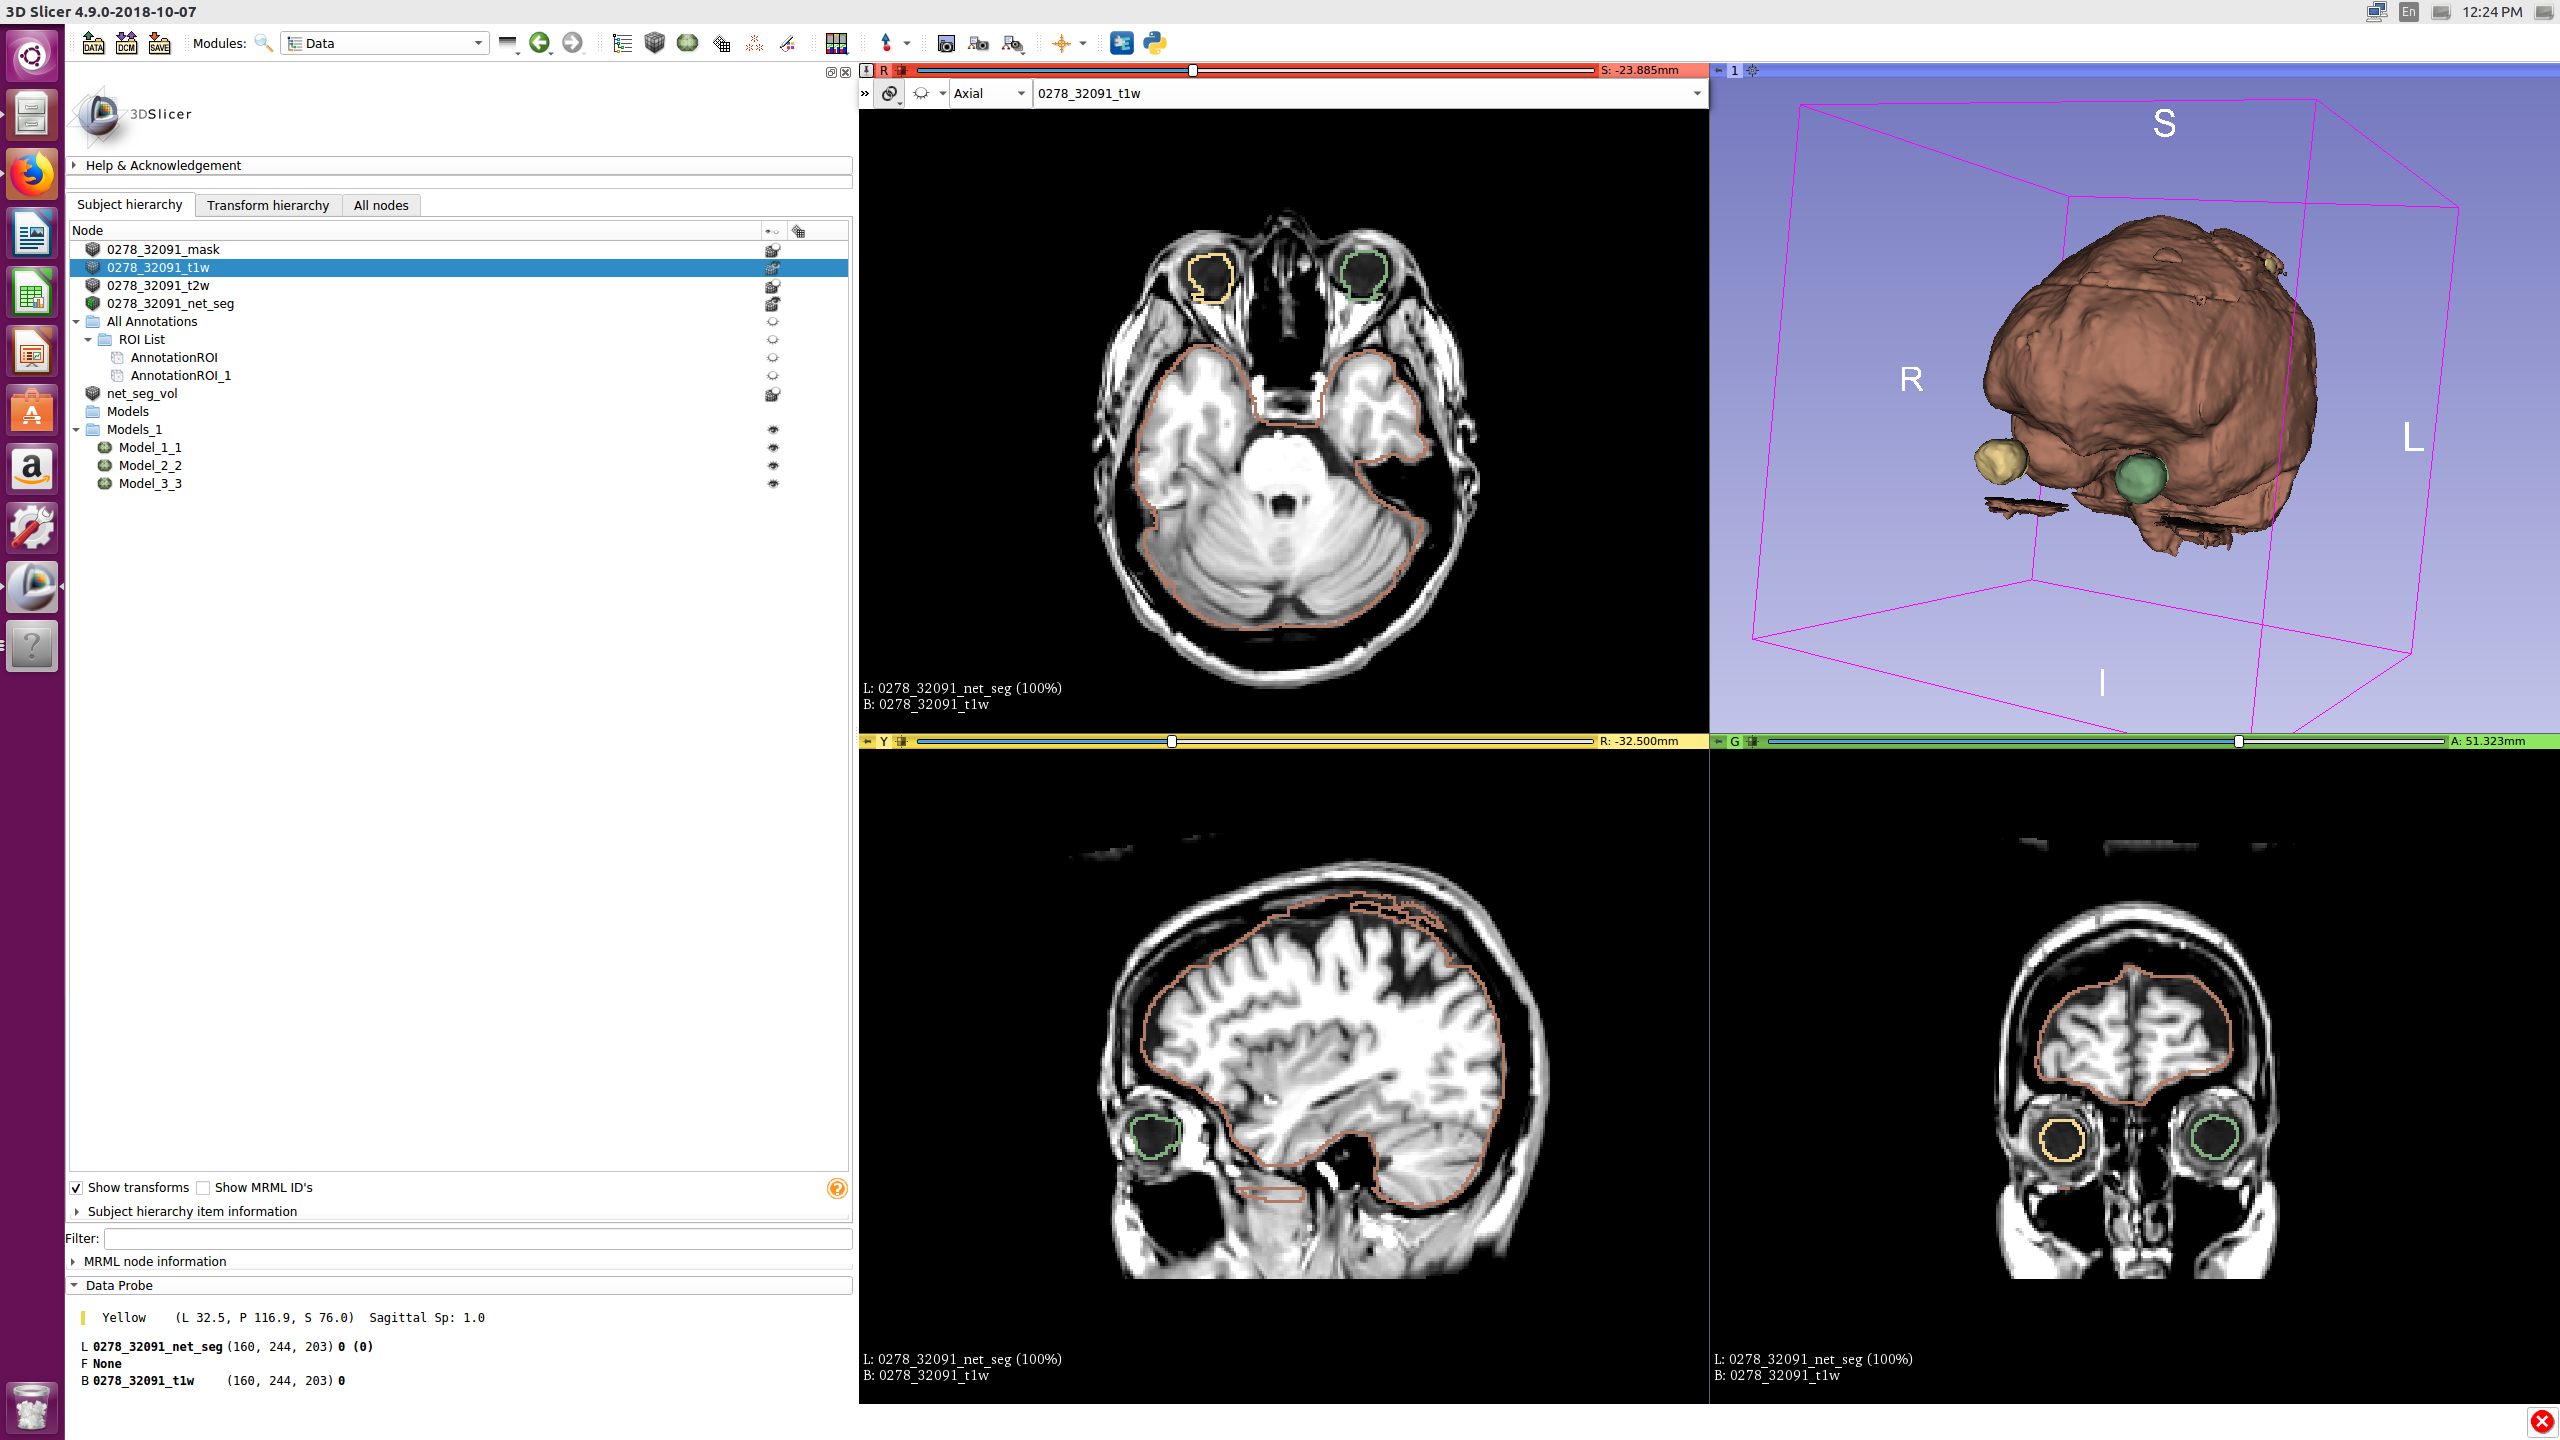 3D Slicer 4.9.0-2018-10-07
En
12:24 PM
DATA
DCM
SAVE
Modules:
Data
3DSlicer
Help & Acknowledgement
Subject hierarchy
Transform hierarchy
All nodes
Node
0278_32091_mask
0278_32091_t1w
0278_32091_t2w
0278_32091_net_seg
All Annotations
ROI List
AnnotationROI
AnnotationROI_1
net_seg_vol
Models
Models_1
Model_1_1
Model_2_2
Model_3_3
Show transforms
Show MRML ID's
Subject hierarchy item information
Filter:
MRML node information
Data Probe
Yellow (L 32.5, P 116.9, S 76.0) Sagittal Sp: 1.0
L 0278_32091_net_seg (160, 244, 203) 0 (0)
F None
B 0278_32091_t1w (160, 244, 203) 0
R
S: -23.885mm
Axial
0278_32091_t1w
L: 0278_32091_net_seg (100%)
B: 0278_32091_t1w
1
S
R
L
I
Y
R: -32.500mm
L: 0278_32091_net_seg (100%)
B: 0278_32091_t1w
G
A: 51.323mm
L: 0278_32091_net_seg (100%)
B: 0278_32091_t1w